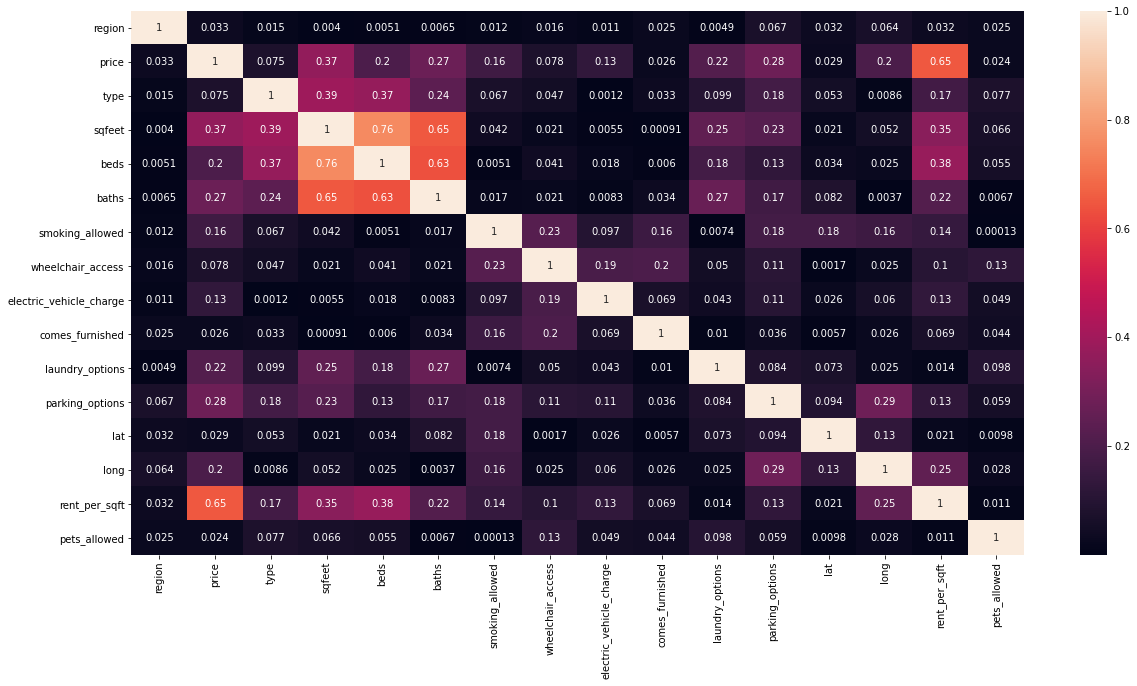 region 1 0.033 0.015 0.004 0.0051 0.0065 0.012 0.016 0.011 0.025 0.0049 0.067 0.032 0.064 0.032 0.025
price 0.033 1 0.075 0.37 0.2 0.27 0.16 0.078 0.13 0.026 0.22 0.28 0.029 0.2 0.65 0.024
type 0.015 0.075 1 0.39 0.37 0.24 0.067 0.047 0.0012 0.033 0.099 0.18 0.053 0.0086 0.17 0.077
sqfeet 0.004 0.37 0.39 1 0.76 0.65 0.042 0.021 0.0055 0.00091 0.25 0.23 0.021 0.052 0.35 0.066
beds 0.0051 0.2 0.37 0.76 1 0.63 0.0051 0.041 0.018 0.006 0.18 0.13 0.034 0.025 0.38 0.055
baths 0.0065 0.27 0.24 0.65 0.63 1 0.017 0.021 0.0083 0.034 0.27 0.17 0.082 0.0037 0.22 0.0067
smoking_allowed 0.012 0.16 0.067 0.042 0.0051 0.017 1 0.23 0.097 0.16 0.0074 0.18 0.18 0.16 0.14 0.00013
wheelchair_access 0.016 0.078 0.047 0.021 0.041 0.021 0.23 1 0.19 0.2 0.05 0.11 0.0017 0.025 0.1 0.13
electric_vehicle_charge 0.011 0.13 0.0012 0.0055 0.018 0.0083 0.097 0.19 1 0.069 0.043 0.11 0.026 0.06 0.13 0.049
comes_furnished 0.025 0.026 0.033 0.00091 0.006 0.034 0.16 0.2 0.069 1 0.01 0.036 0.0057 0.026 0.069 0.044
laundry_options 0.0049 0.22 0.099 0.25 0.18 0.27 0.0074 0.05 0.043 0.01 1 0.084 0.073 0.025 0.014 0.098
parking_options 0.067 0.28 0.18 0.23 0.13 0.17 0.18 0.11 0.11 0.036 0.084 1 0.094 0.29 0.13 0.059
lat 0.032 0.029 0.053 0.021 0.034 0.082 0.18 0.0017 0.026 0.0057 0.073 0.094 1 0.13 0.021 0.0098
long 0.064 0.2 0.0086 0.052 0.025 0.0037 0.16 0.025 0.06 0.026 0.025 0.29 0.13 1 0.25 0.028
rent_per_sqft 0.032 0.65 0.17 0.35 0.38 0.22 0.14 0.1 0.13 0.069 0.014 0.13 0.021 0.25 1 0.011
pets_allowed 0.025 0.024 0.077 0.066 0.055 0.0067 0.00013 0.13 0.049 0.044 0.098 0.059 0.0098 0.028 0.011 1
region price type sqfeet beds baths smoking_allowed wheelchair_access electric_vehicle_charge comes_furnished laundry_options parking_options lat long rent_per_sqft pets_allowed
1.0
0.8
0.6
0.4
0.2